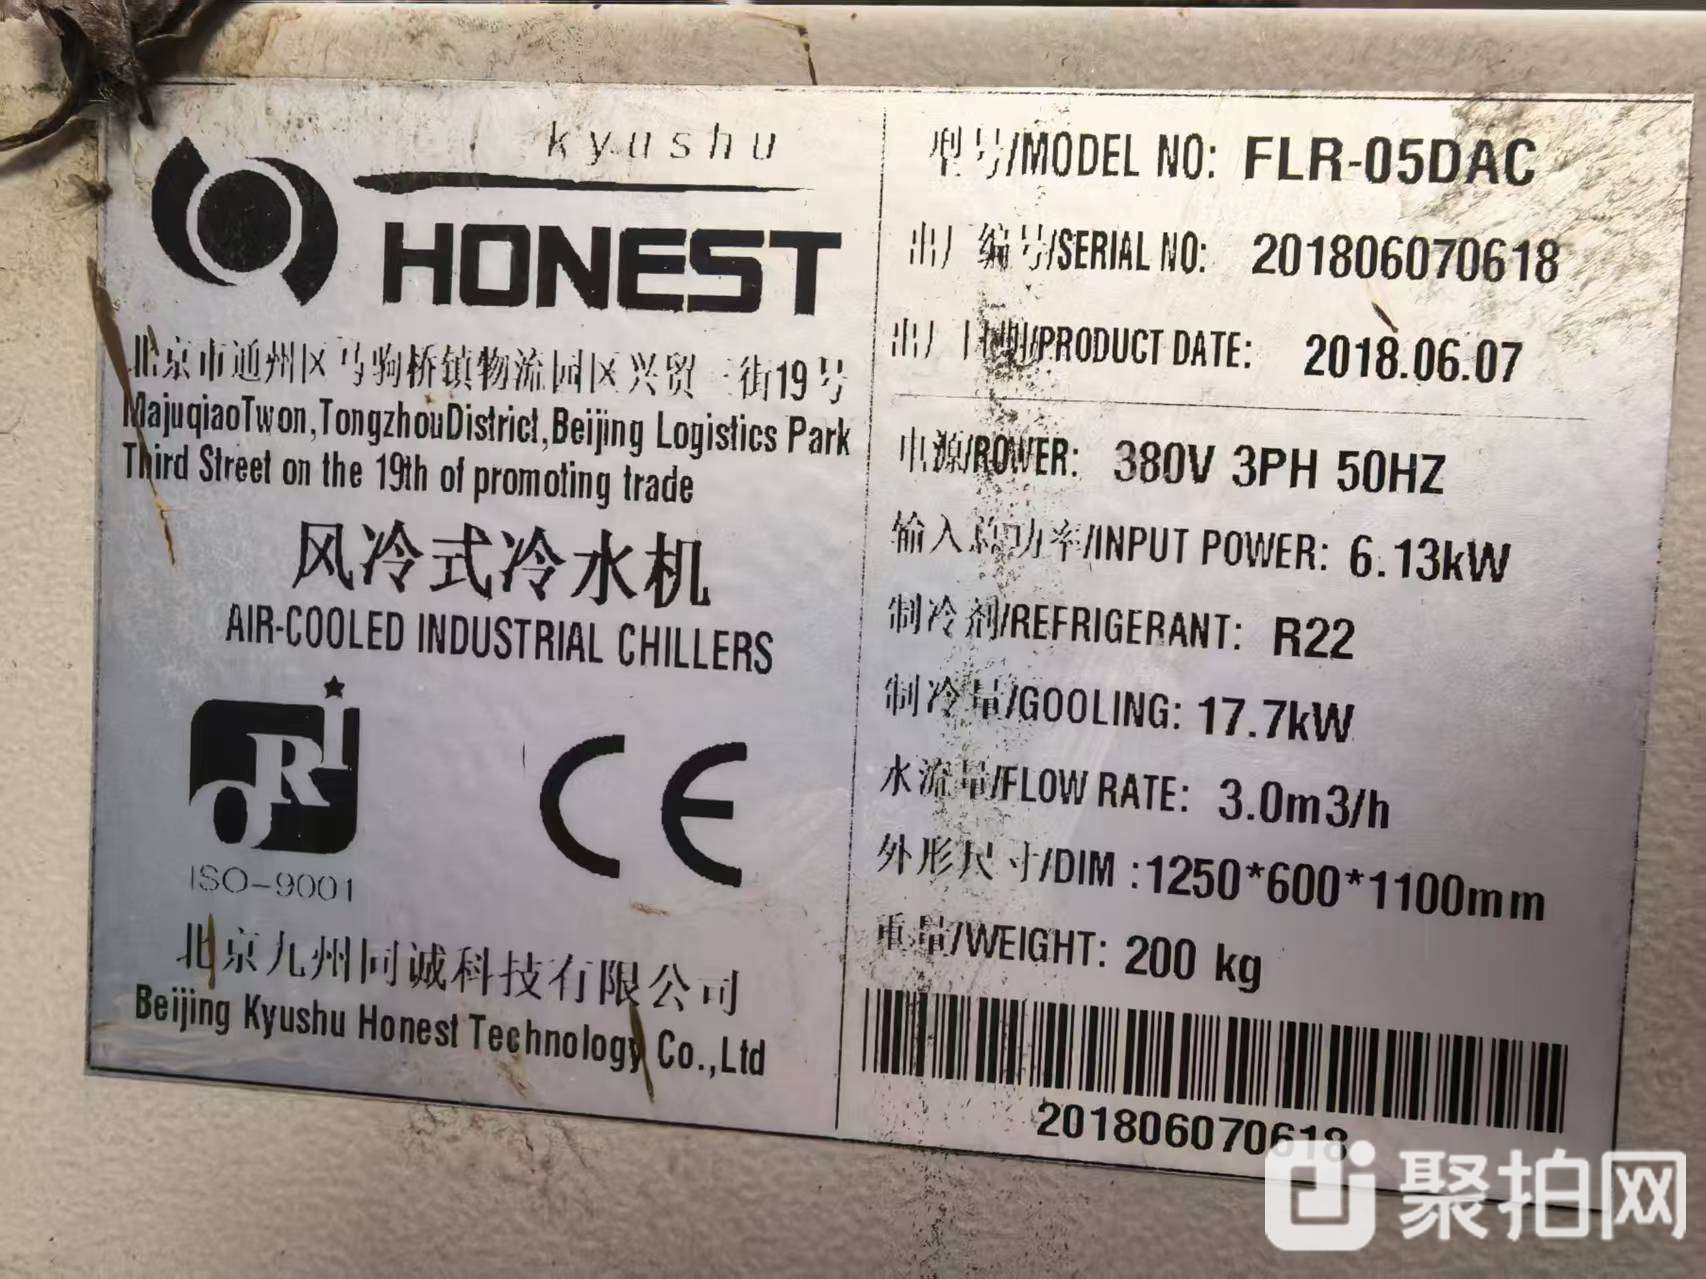 kyushu
HONEST
北京市通州区马驹桥镇物流园区兴贸三街19号
MajuqiaoTwon,TongzhouDistrict,Beijing Logistics Park
Third Street on the 19th of promoting trade
风冷式冷水机
AIR-COOLED INDUSTRIAL CHILLERS
ORI
ISO-9001
CE
北京九州同诚科技有限公司
Beijing Kyushu Honest Technology Co.,Ltd
型号/MODEL NO: FLR-05DAC
出厂编号/SERIAL NO: 201806070618
出厂日期/PRODUCT DATE: 2018.06.07
电源/ROWER: 380V 3PH 50HZ
输入总功率/INPUT POWER: 6.13kW
制冷剂/REFRIGERANT: R22
制冷量/GOOLING: 17.7kW
水流量/FLOW RATE: 3.0m3/h
外形尺寸/DIM :1250*600*1100mm
重量/WEIGHT: 200 kg
201806070618
聚拍网